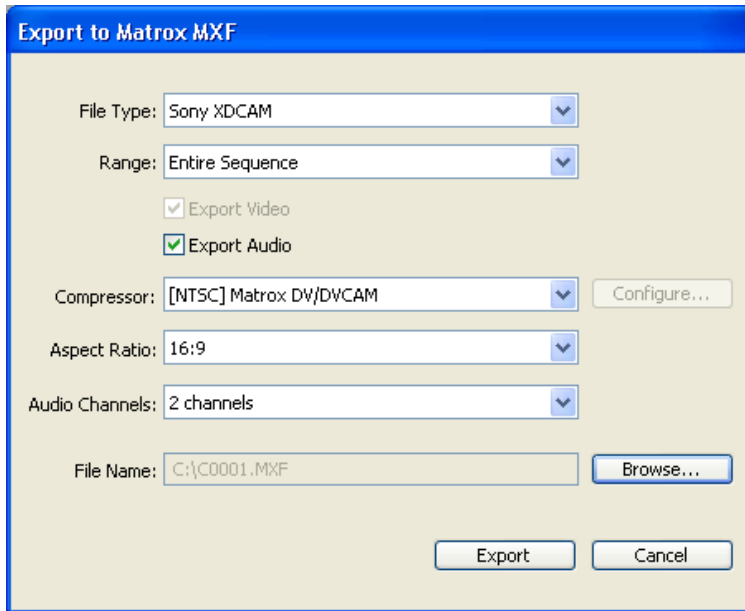 Export to Matrox MXF
File Type: Sony XDCAM
Range: Entire Sequence
Export Video
Export Audio
Compressor: [NTSC] Matrox DV/DVCAM Configure...
Aspect Ratio: 16:9
Audio Channels: 2 channels
File Name: C:\C0001.MXF Browse...
Export Cancel